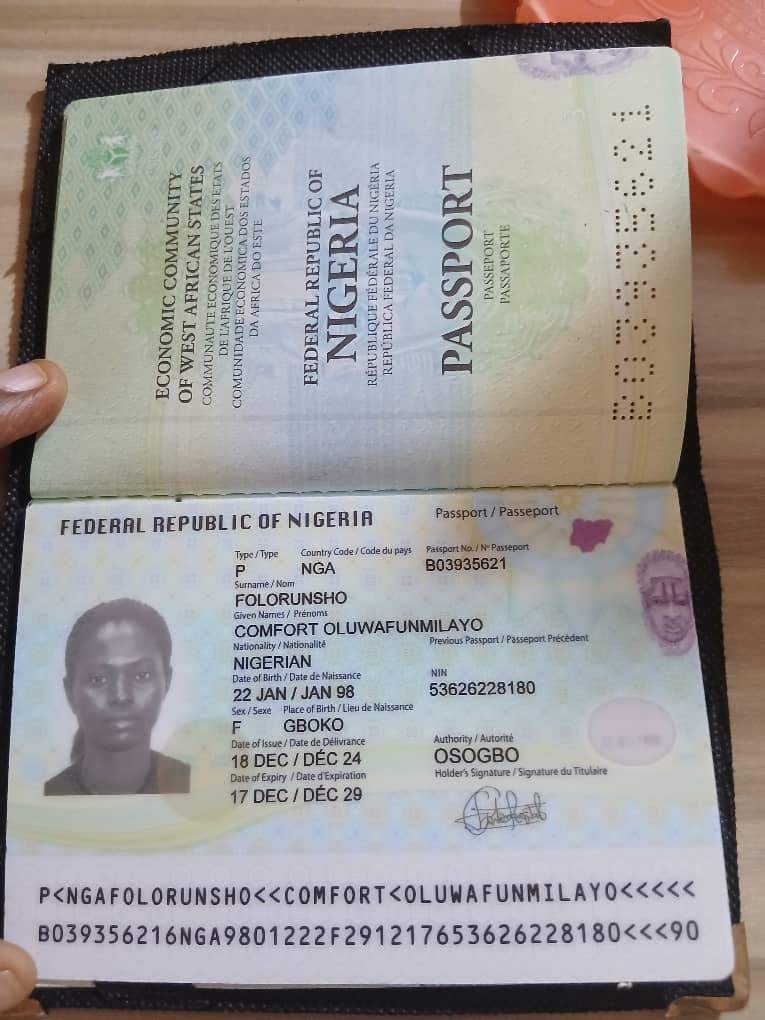 ECONOMIC COMMUNITY
OF WEST AFRICAN STATES
COMMUNAUTE ECONOMIQUE DES ETATS
DE L'AFRIQUE DE L'OUEST
COMUNIDADE ECONOMICA DOS ESTADOS
DA AFRICA DO ESTE
FEDERAL REPUBLIC OF
NIGERIA
RÉPUBLIQUE FÉDÉRALE DU NIGÉRIA
REPÚBLICA FEDERAL DA NIGERIA
PASSPORT
PASSEPORT
PASSAPORTE
B03935621
FEDERAL REPUBLIC OF NIGERIA
Passport / Passeport
Type / Type Country Code / Code du pays Passport No. / N° Passeport
P NGA B03935621
Surname / Nom
FOLORUNSHO
Given Names / Prénoms
COMFORT OLUWAFUNMILAYO
Nationality / Nationalité Previous Passport / Passeport Précédent
NIGERIAN
Date of Birth / Date de Naissance NIN
22 JAN / JAN 98 53626228180
Sex / Sexe Place of Birth / Lieu de Naissance
F GBOKO
Date of Issue / Date de Délivrance Authority / Autorité
18 DEC / DÉC 24 OSOGBO
Date of Expiry / Date d'Expiration Holder's Signature / Signature du Titulaire
17 DEC / DÉC 29
P<NGAFOLORUNSHO<<COMFORT<OLUWAFUNMILAYO<<<<<
B039356216NGA9801222F29121765362622​8180<<<90